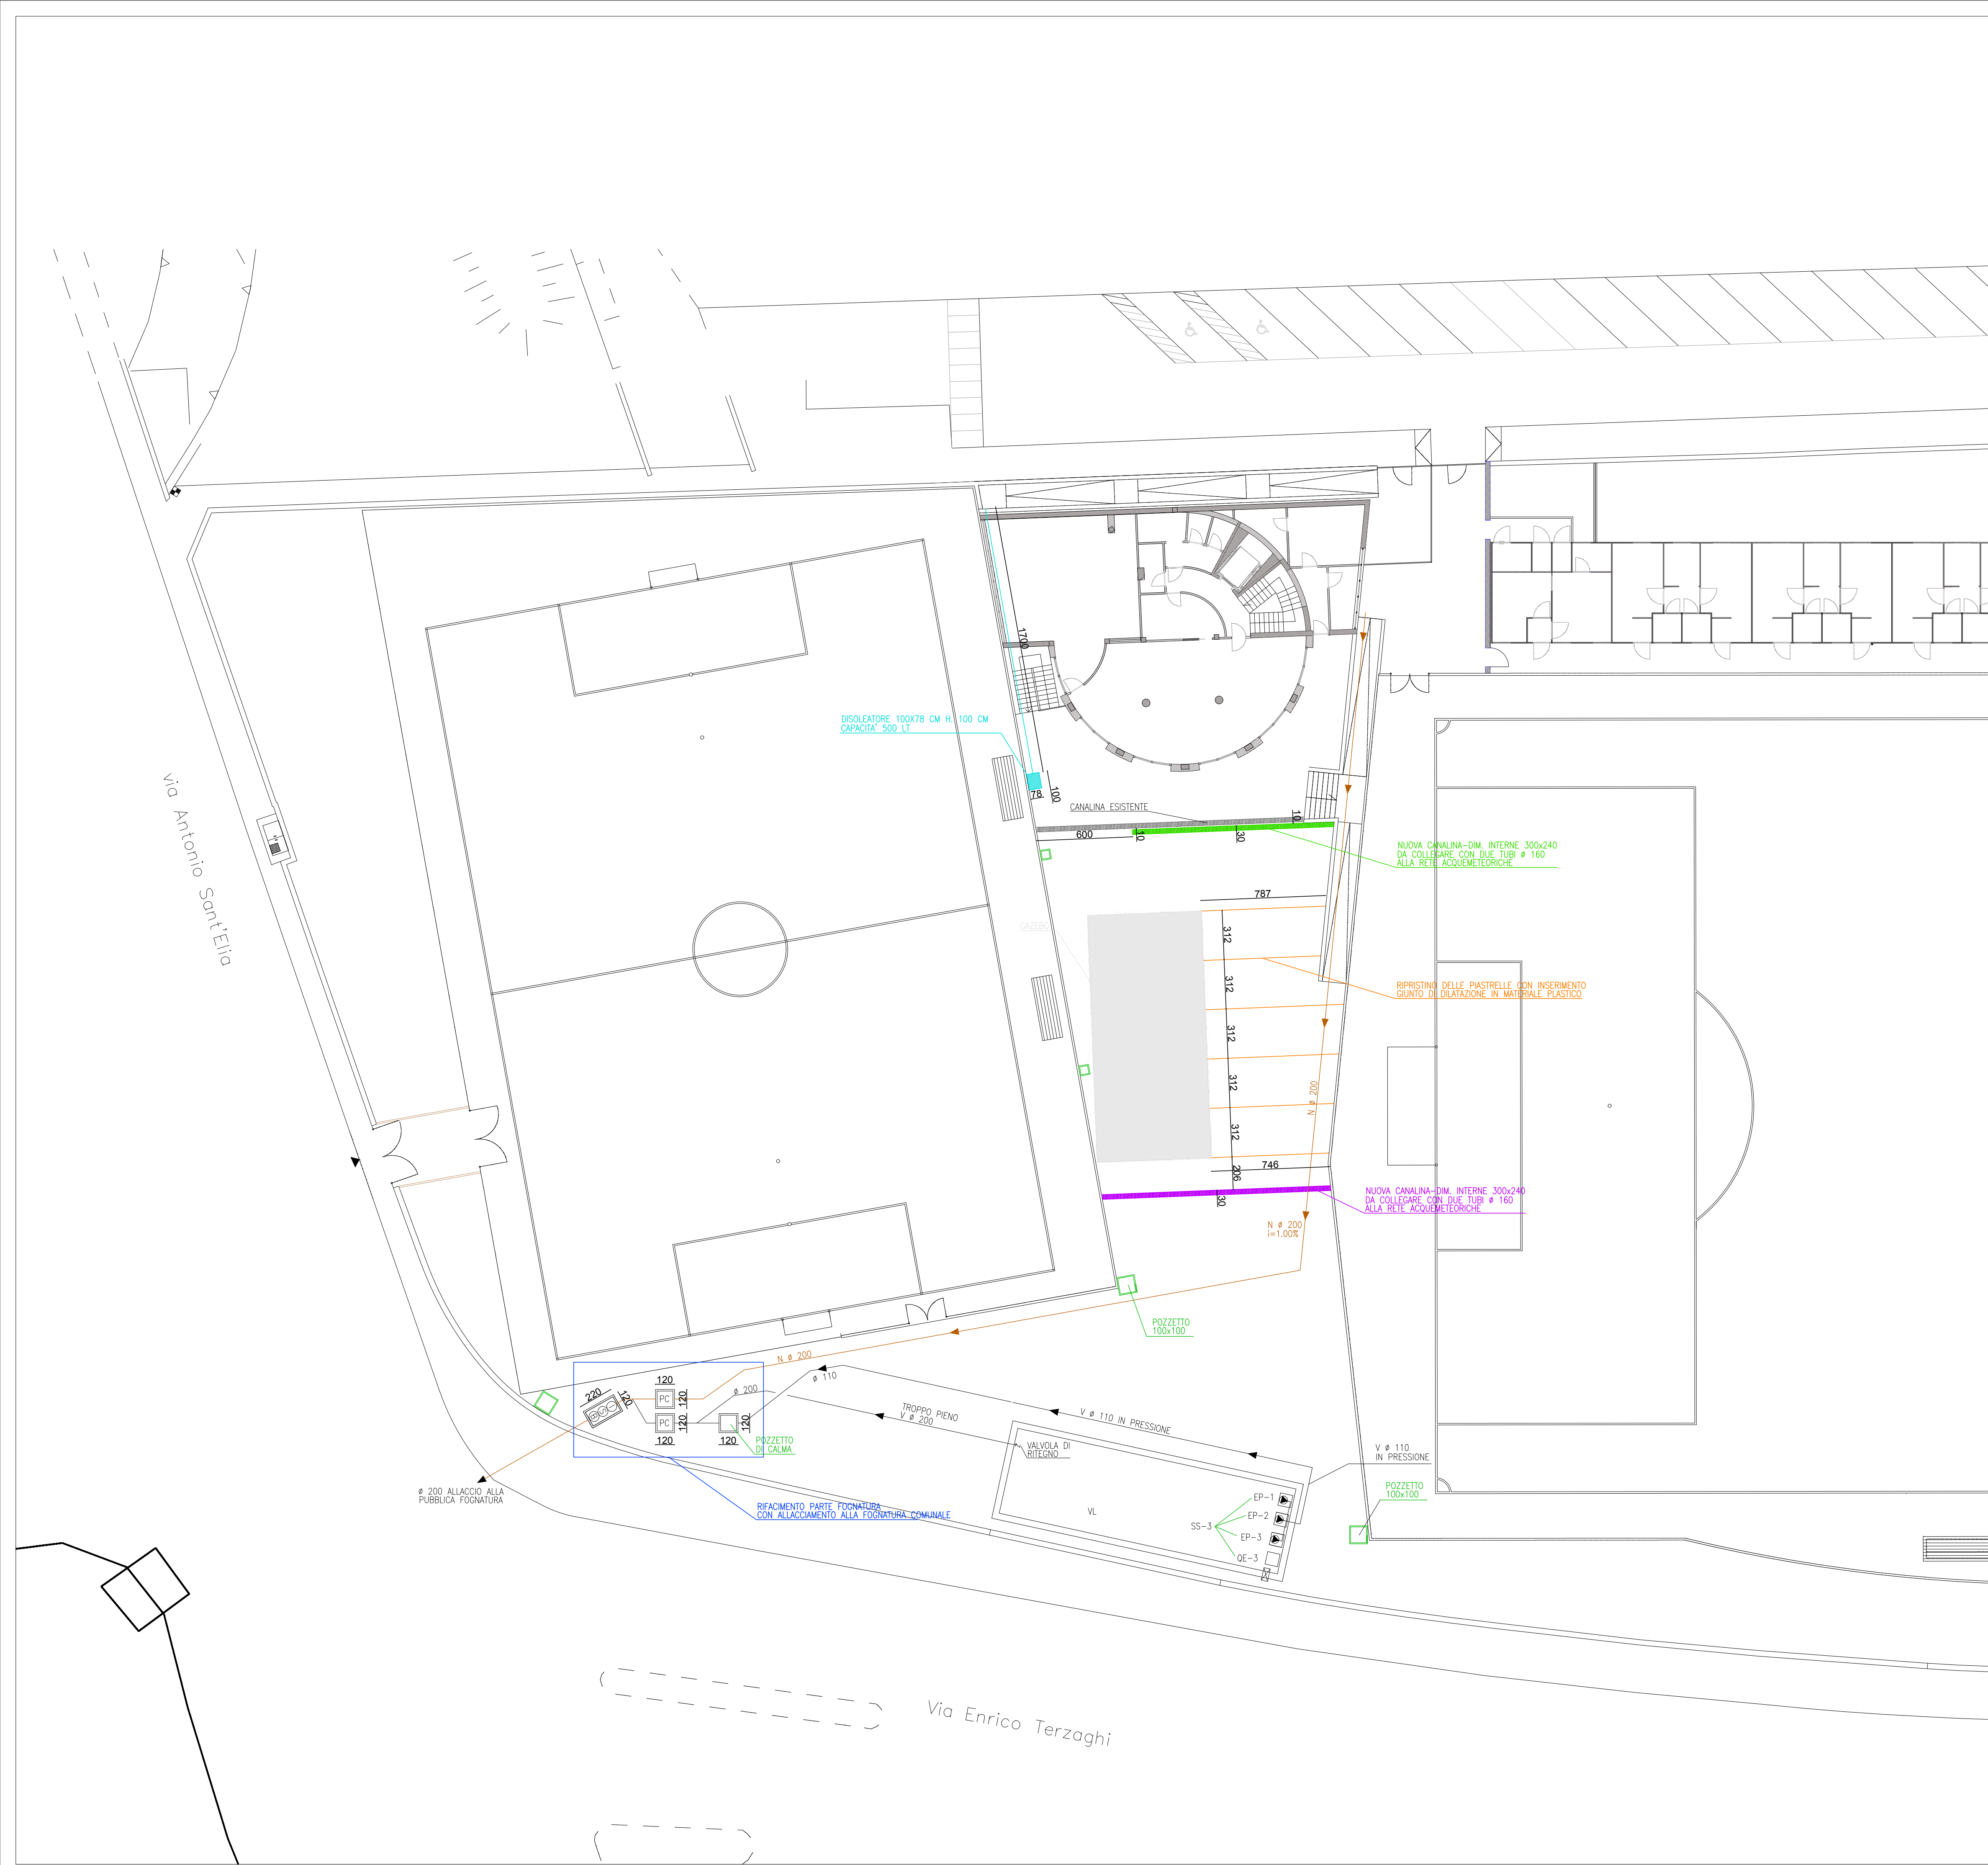 via Antonio Sant'Elia
1700
DISOLEATORE 100X78 CM H. 100 CM
CAPACITA' 500 LT
78
100
CANALINA ESISTENTE
10
600
10
30
NUOVA CANALINA-DIM. INTERNE 300x240
DA COLLEGARE CON DUE TUBI ø 160
ALLA RETE ACQUEMETEORICHE
787
GAZEBO
312
312
312
312
312
206
RIPRISTINO DELLE PIASTRELLE CON INSERIMENTO
GIUNTO DI DILATAZIONE IN MATERIALE PLASTICO
N ø 200
746
30
NUOVA CANALINA-DIM. INTERNE 300x240
DA COLLEGARE CON DUE TUBI ø 160
ALLA RETE ACQUEMETEORICHE
N ø 200
i=1.00%
POZZETTO
100x100
N ø 200
ø 200
ø 110
220
120
120
PC
120
PC
120
120
120
120
POZZETTO
DI CALMA
TROPPO PIENO
V ø 200
V ø 110 IN PRESSIONE
VALVOLA DI
RITEGNO
V ø 110
IN PRESSIONE
POZZETTO
100x100
ø 200 ALLACCIO ALLA
PUBBLICA FOGNATURA
RIFACIMENTO PARTE FOGNATURA
CON ALLACCIAMENTO ALLA FOGNATURA COMUNALE
VL
EP-1
EP-2
SS-3
EP-3
QE-3
Via Enrico Terzaghi